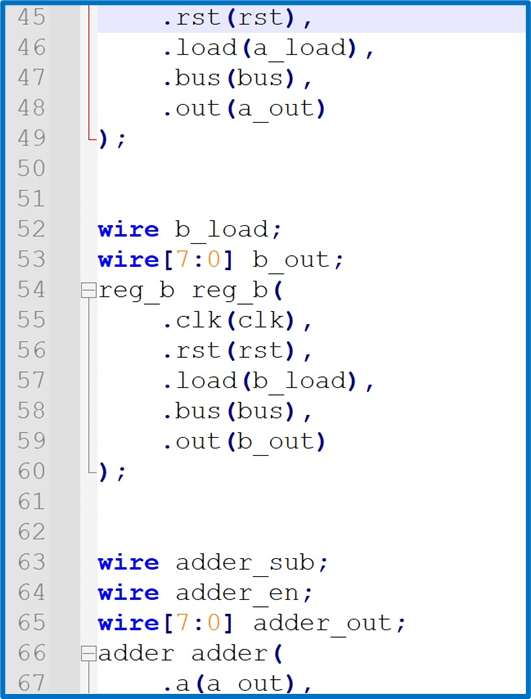 45 .rst(rst),
46 .load(a_load),
47 .bus(bus),
48 .out(a_out)
49 );
50
51
52 wire b_load;
53 wire[7:0] b_out;
54 reg_b reg_b(
55 .clk(clk),
56 .rst(rst),
57 .load(b_load),
58 .bus(bus),
59 .out(b_out)
60 );
61
62
63 wire adder_sub;
64 wire adder_en;
65 wire[7:0] adder_out;
66 adder adder(
67 .a(a_out),